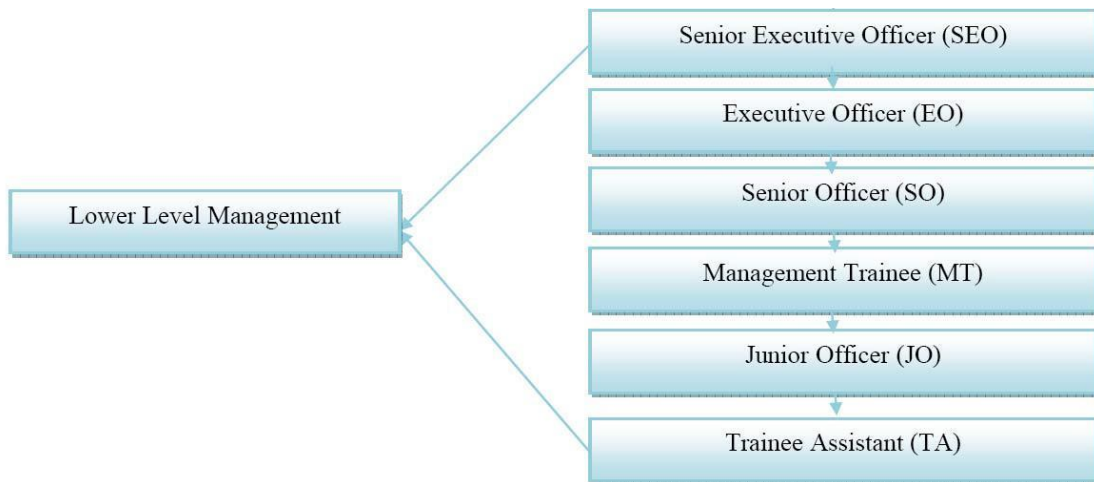 Senior Executive Officer (SEO)
Executive Officer (EO)
Senior Officer (SO)
Lower Level Management
Management Trainee (MT)
Junior Officer (JO)
Trainee Assistant (TA)